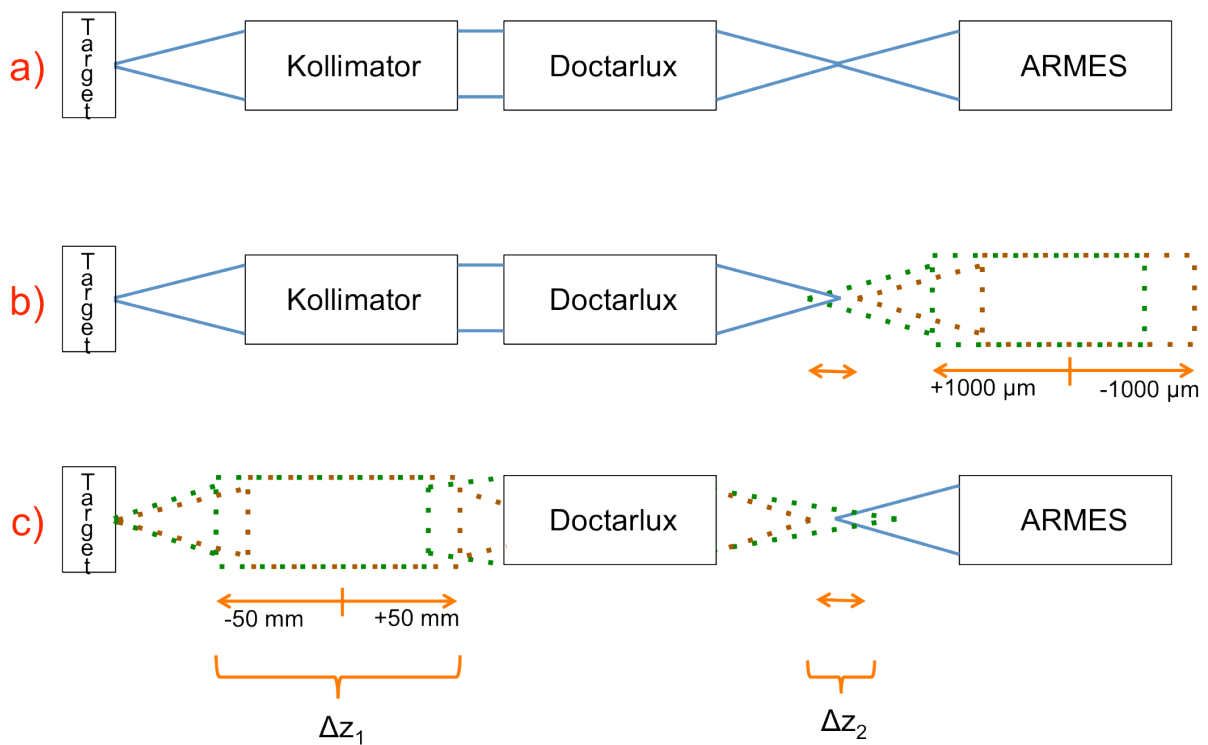 a)
Target
Kollimator
Doctarlux
ARMES
b)
Target
Kollimator
Doctarlux
+1000 µm
-1000 µm
c)
Target
Doctarlux
ARMES
-50 mm
+50 mm
Δz₁
Δz₂